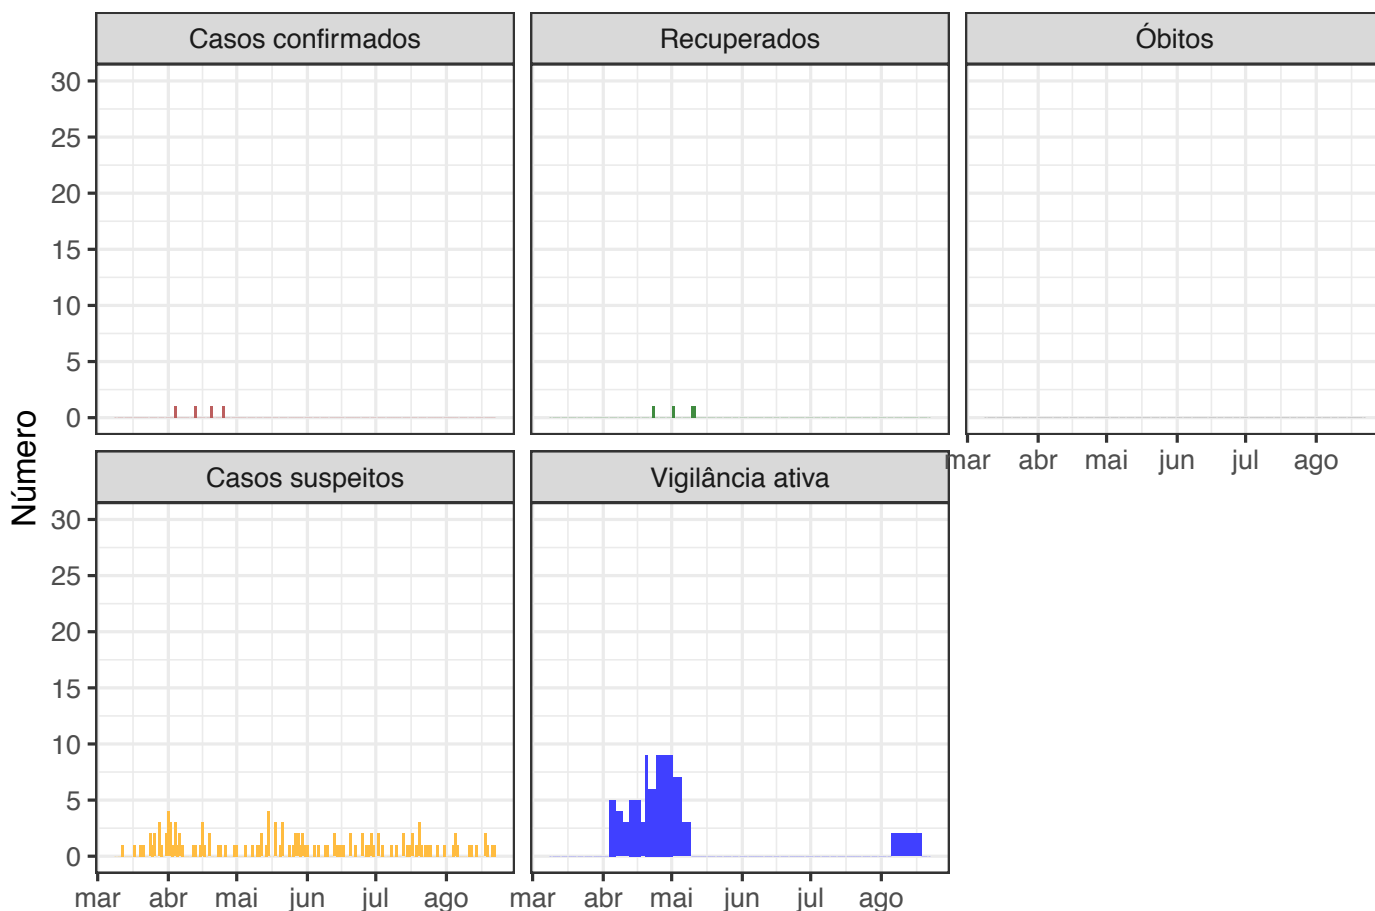 Casos confirmados
Recuperados
Óbitos
30
25
20
15
10
5
0
mar abr mai jun jul ago
Número
Casos suspeitos
Vigilância ativa
30
25
20
15
10
5
0
mar abr mai jun jul ago
mar abr mai jun jul ago